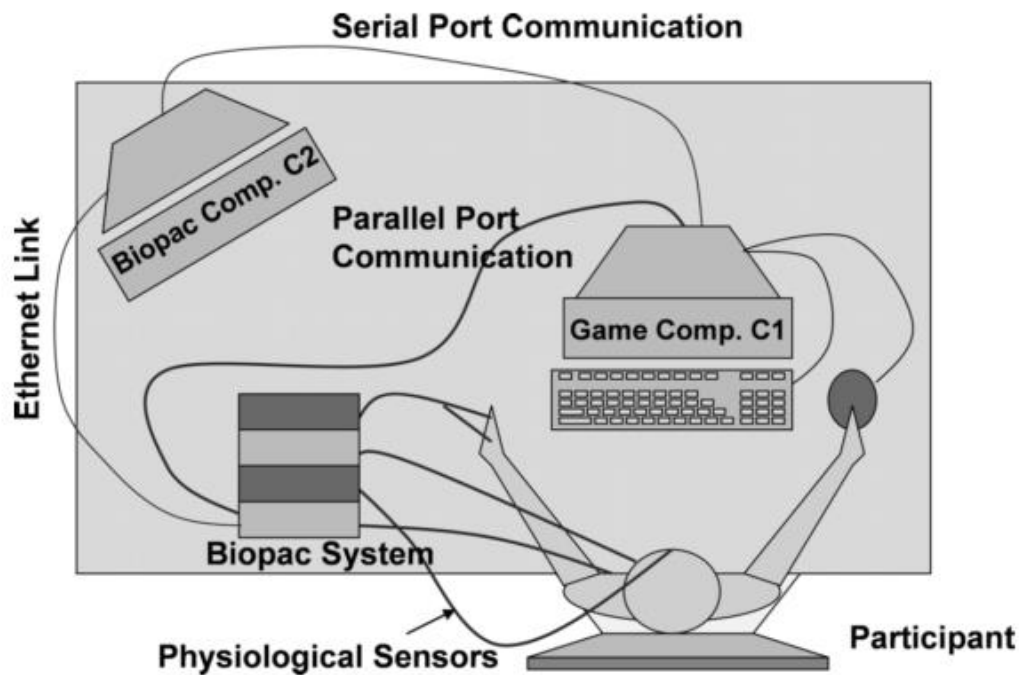 Serial Port Communication
Biopac Comp. C2
Parallel Port
Communication
Ethernet Link
Game Comp. C1
Biopac System
Physiological Sensors
Participant